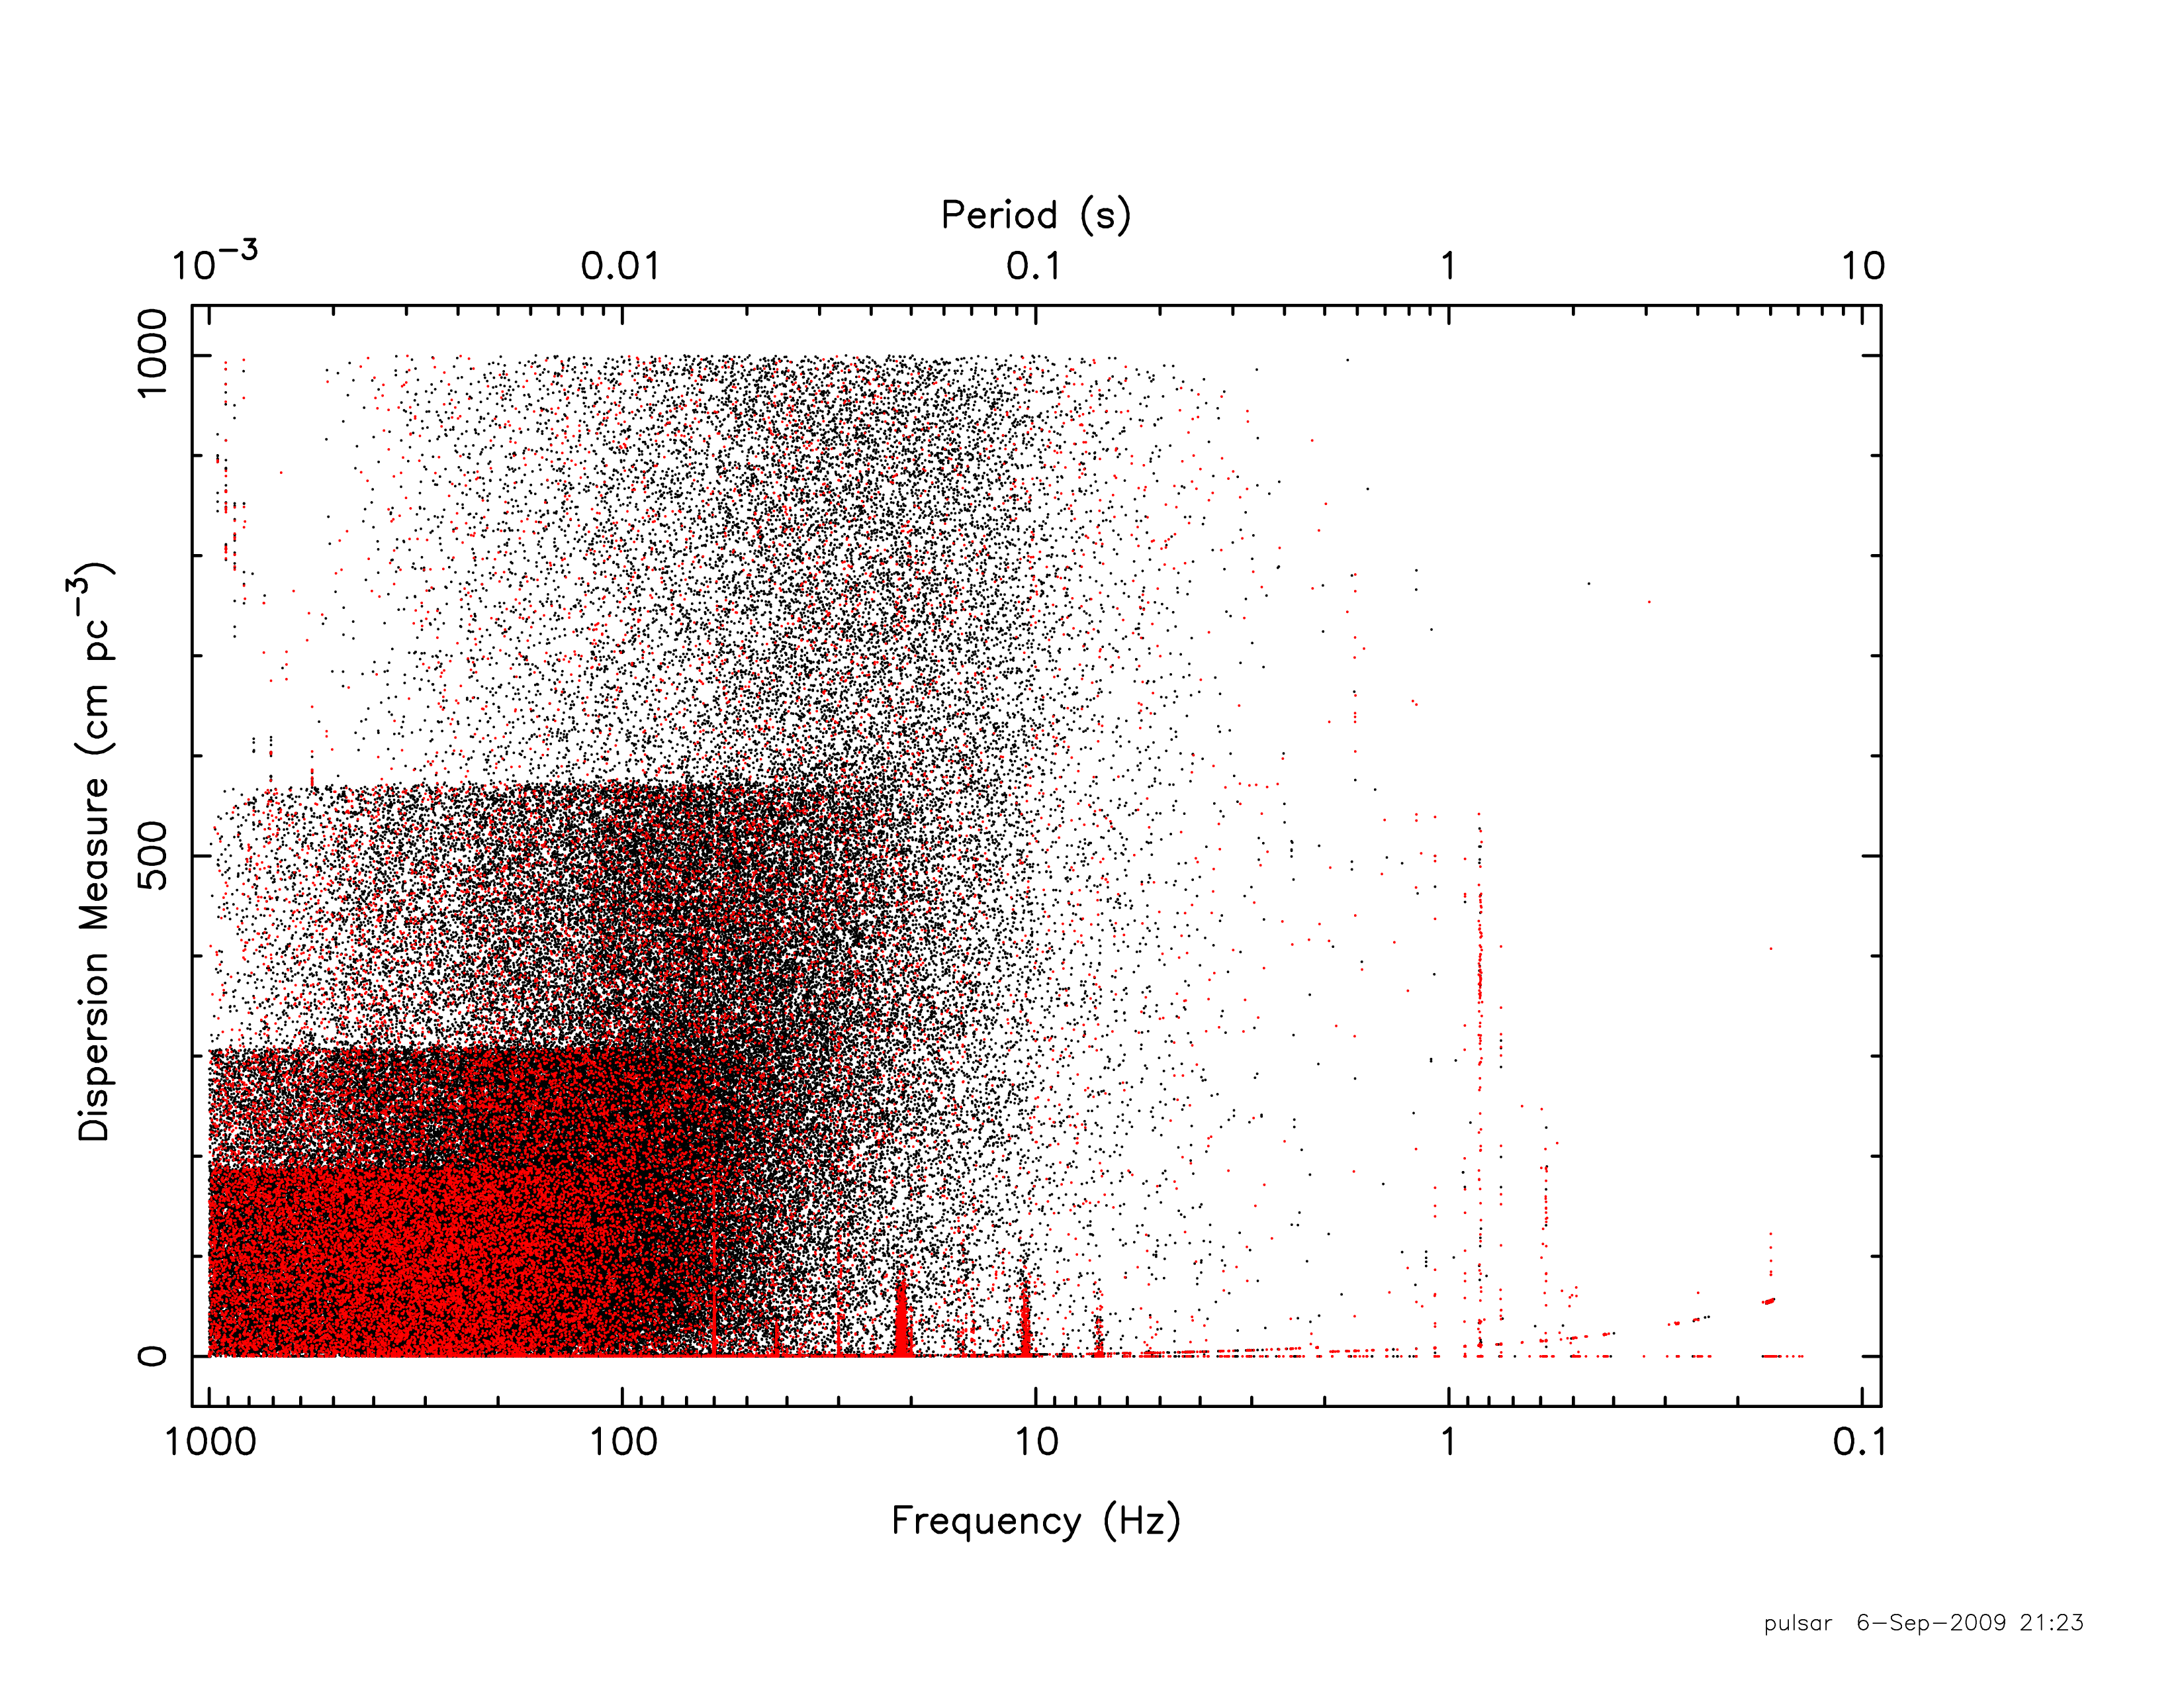 Period (s)
10⁻³ 0.01 0.1 1 10
Dispersion Measure (cm pc⁻³)
1000
500
0
1000 100 10 1 0.1
Frequency (Hz)
pulsar 6-Sep-2009 21:23